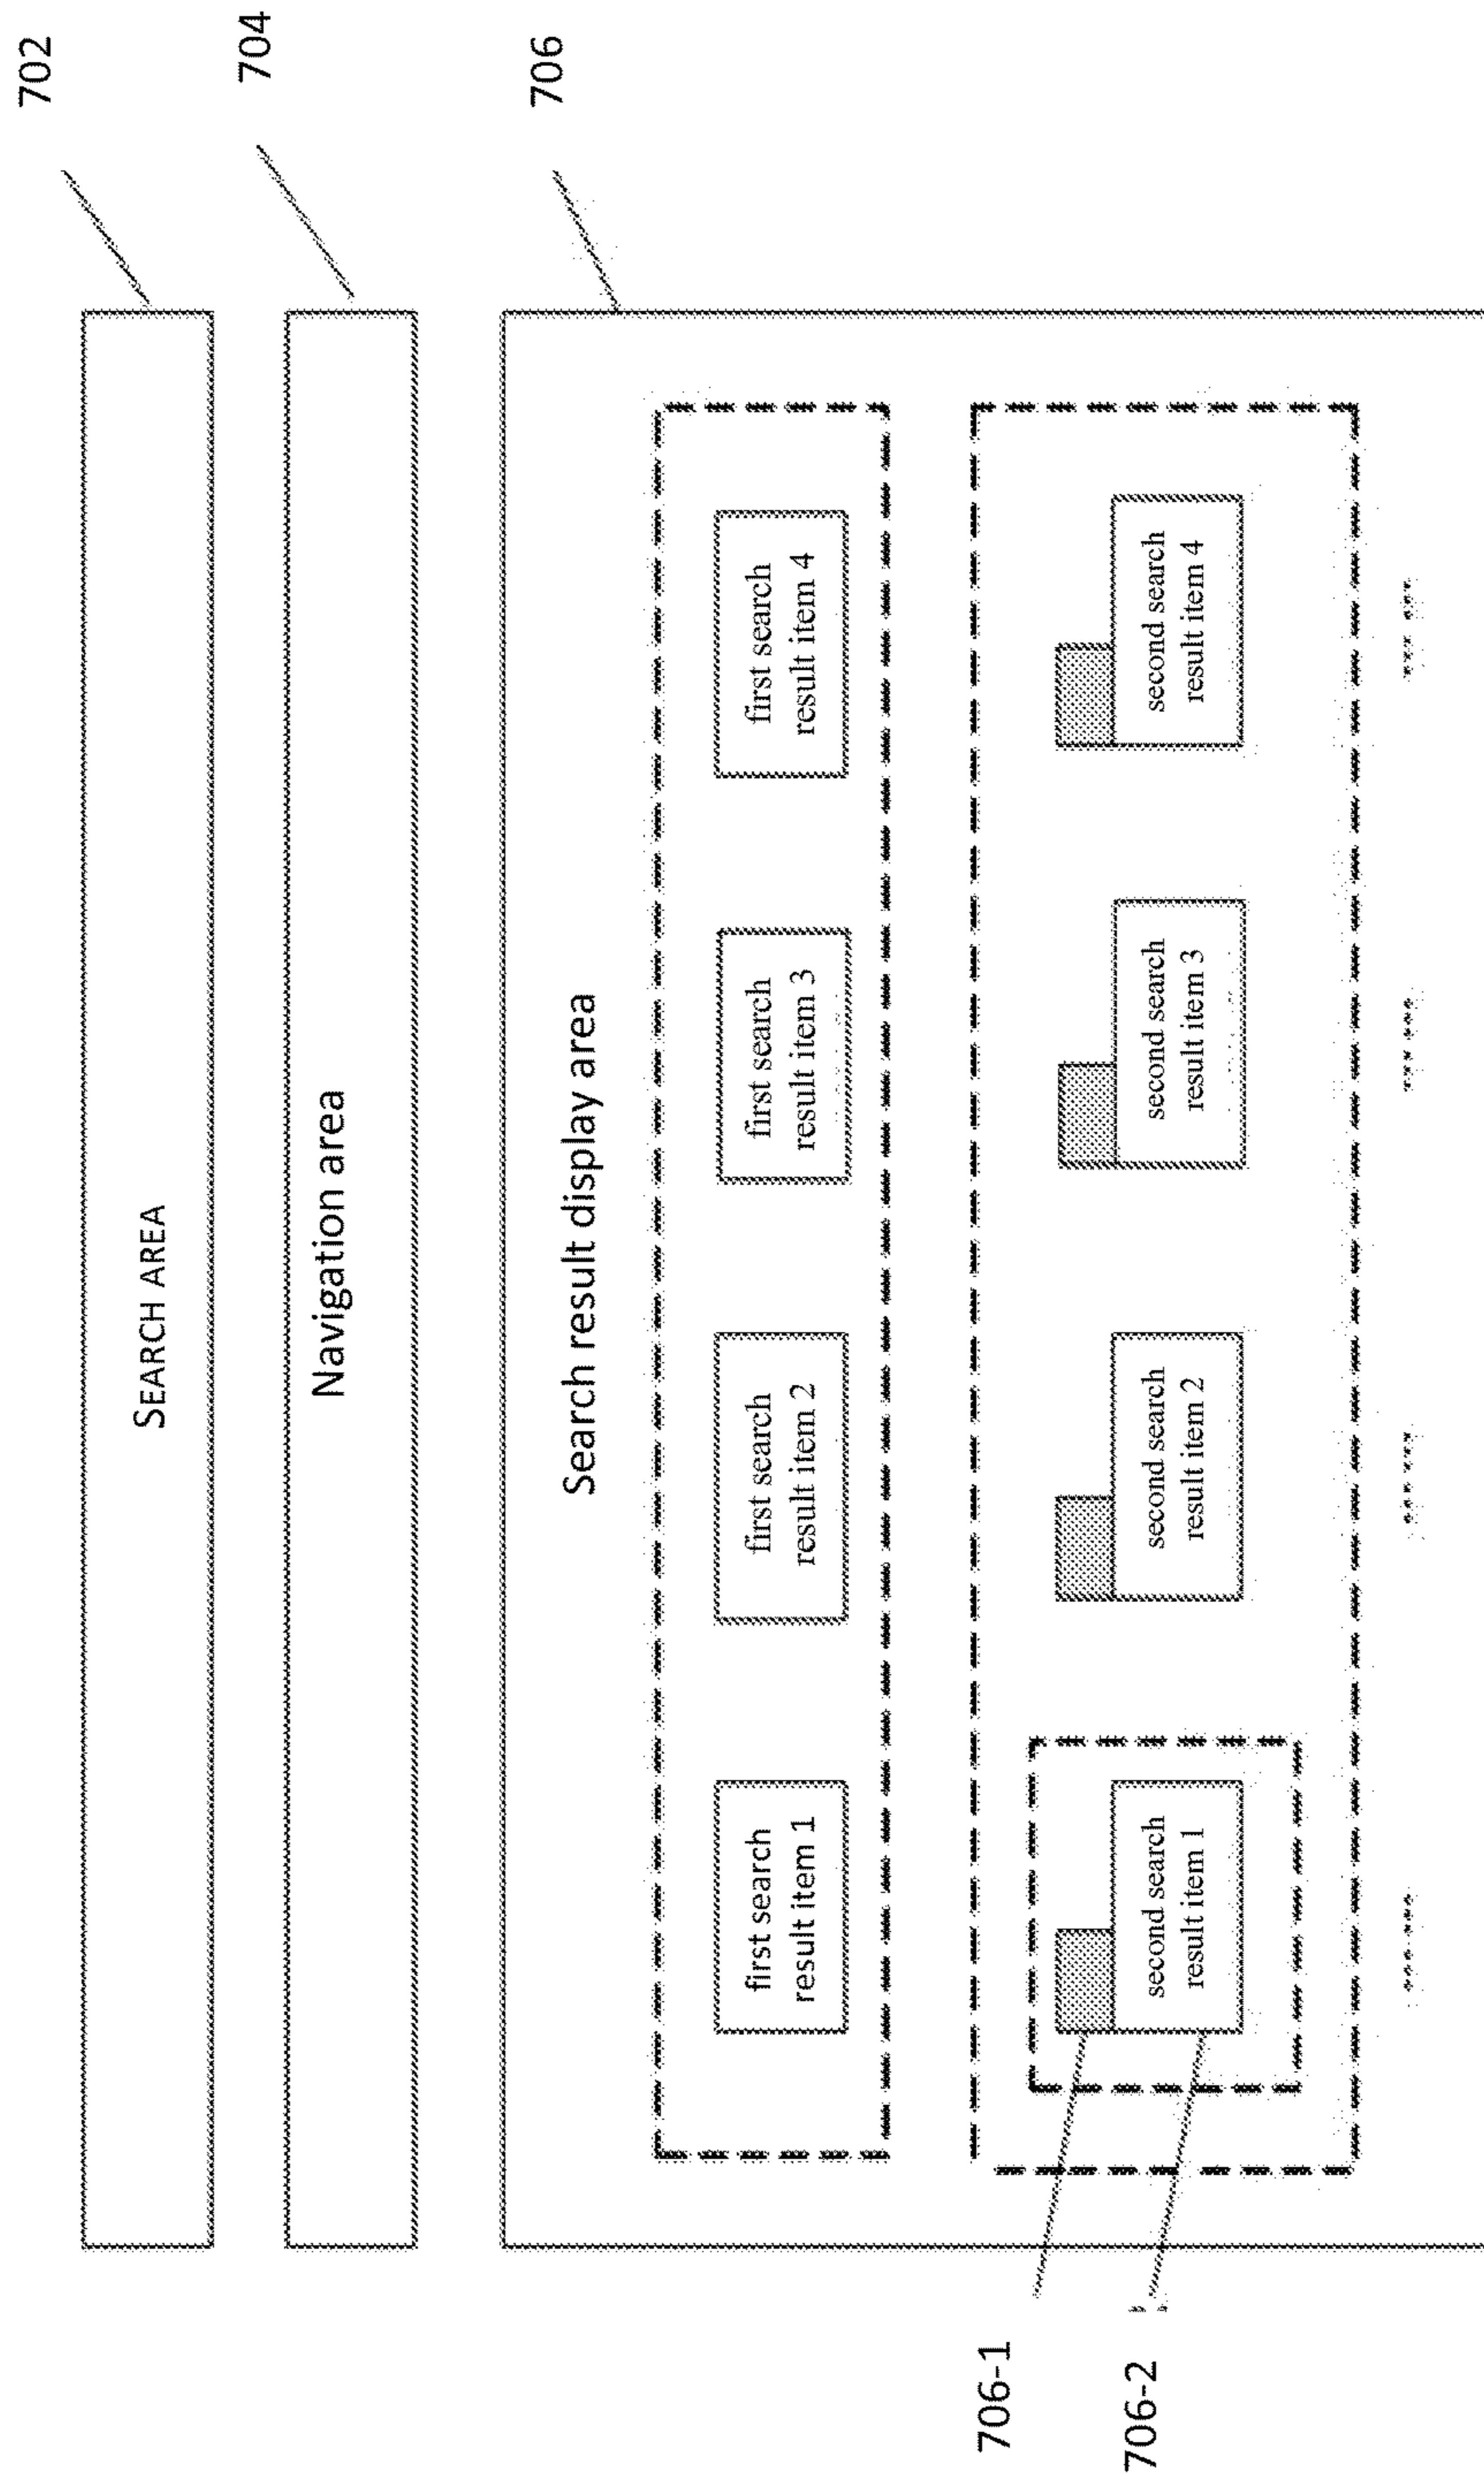 702
SEARCH AREA
704
Navigation area
706
Search result display area
first search
result item 1
first search
result item 2
first search
result item 3
first search
result item 4
706-1
706-2
second search
result item 1
second search
result item 2
second search
result item 3
second search
result item 4
... ...
... ...
... ...
... ...